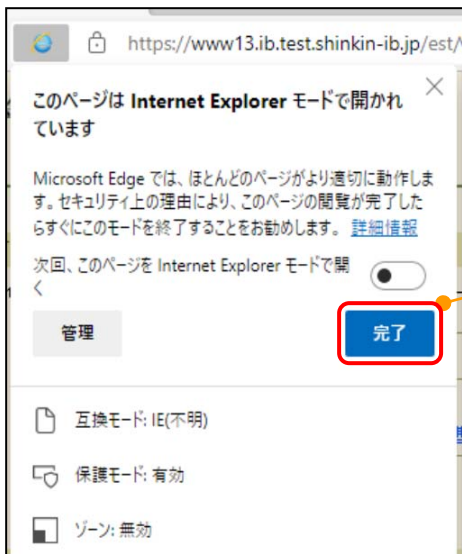 https://www13.ib.test.shinkin-ib.jp/est/
このページは Internet Explorer モードで開かれ
ています
Microsoft Edge では、ほとんどのページがより適切に動作しま
す。セキュリティ上の理由により、このページの閲覧が完了した
らすぐにこのモードを終了することをお勧めします。 詳細情報
次回、このページを Internet Explorer モードで開
く
管理
完了
互換モード: IE(不明)
保護モード: 有効
ゾーン: 無効